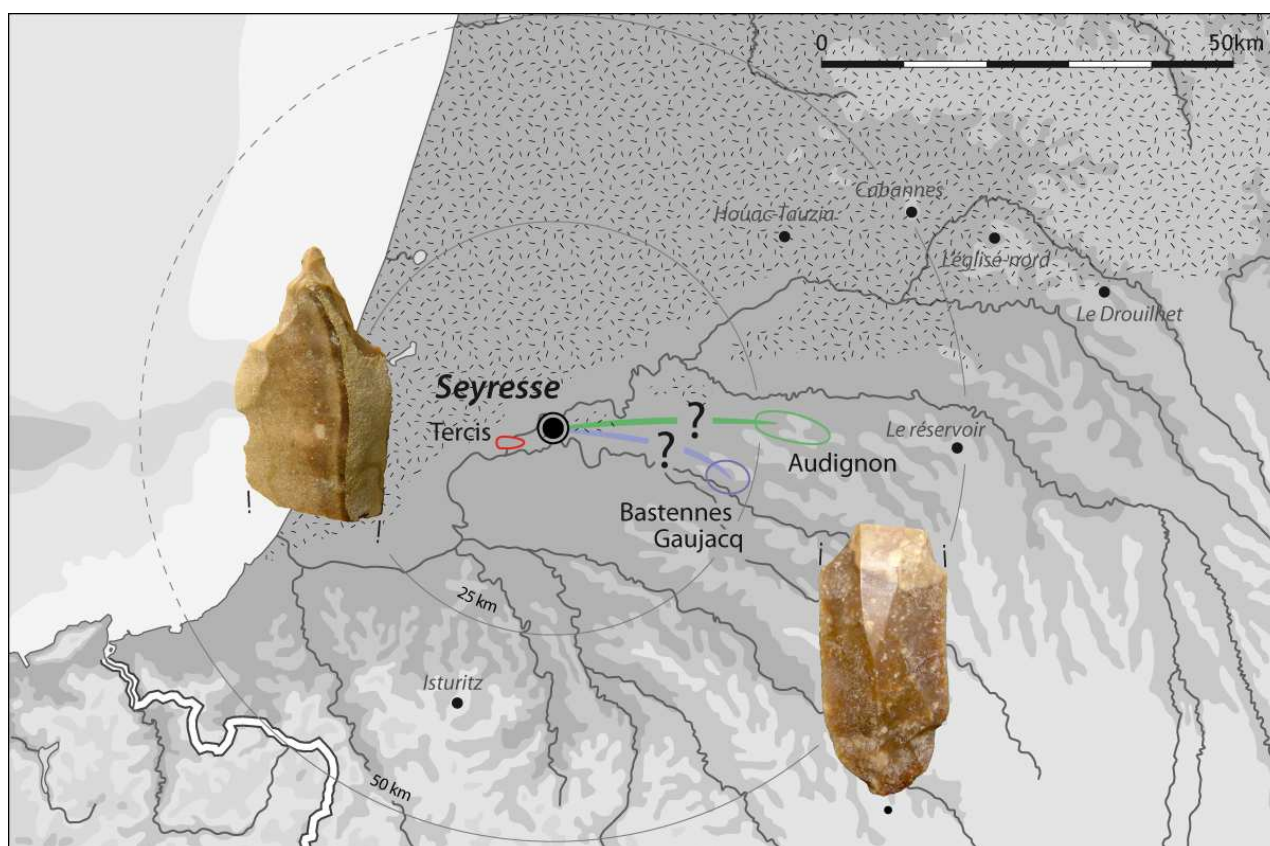 0
50km
Cabannes
Houac-Tauzia
L'église-nord
Le Drouilhet
Seyresse
?
Tercis
?
Le réservoir
Audignon
Bastennes
Gaujacq
25 km
Isturitz
50 km